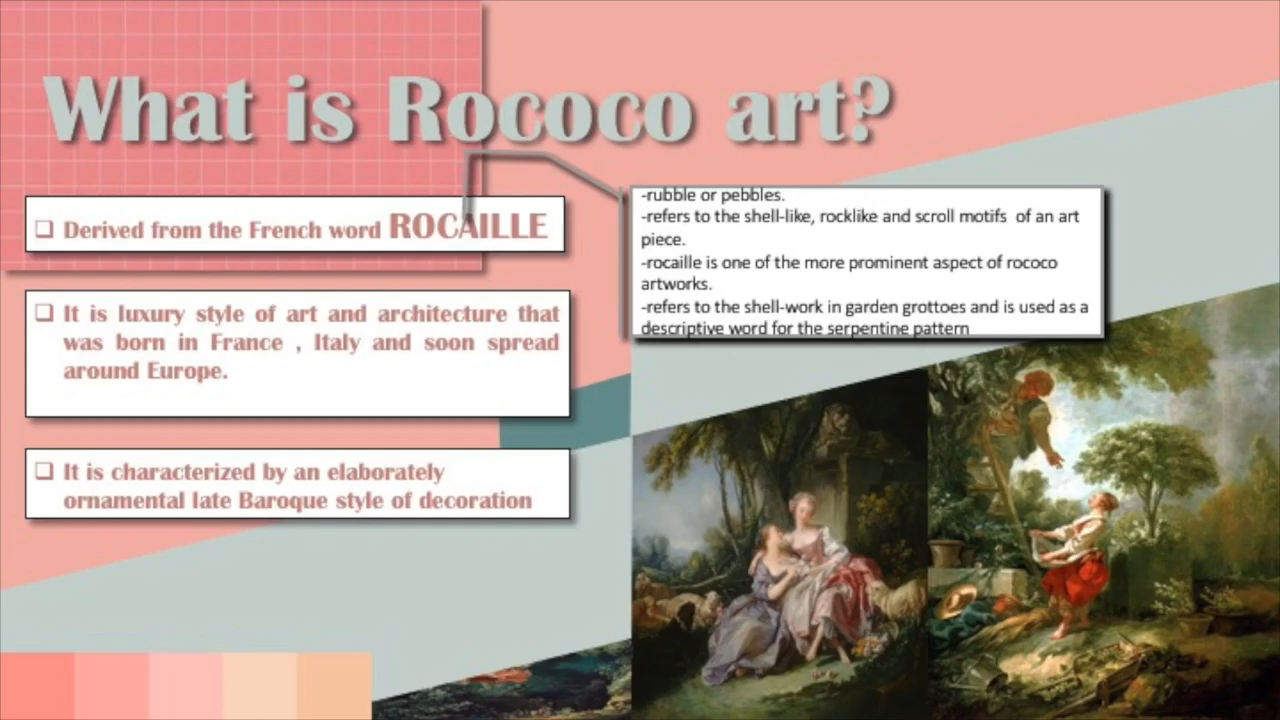 What is Rococo art?
❑ Derived from the French word ROCAILLE
❑ It is luxury style of art and architecture that
was born in France , Italy and soon spread
around Europe.
❑ It is characterized by an elaborately
ornamental late Baroque style of decoration
-rubble or pebbles.
-refers to the shell-like, rocklike and scroll motifs of an art
piece.
-rocaille is one of the more prominent aspect of rococo
artworks.
-refers to the shell-work in garden grottoes and is used as a
descriptive word for the serpentine pattern